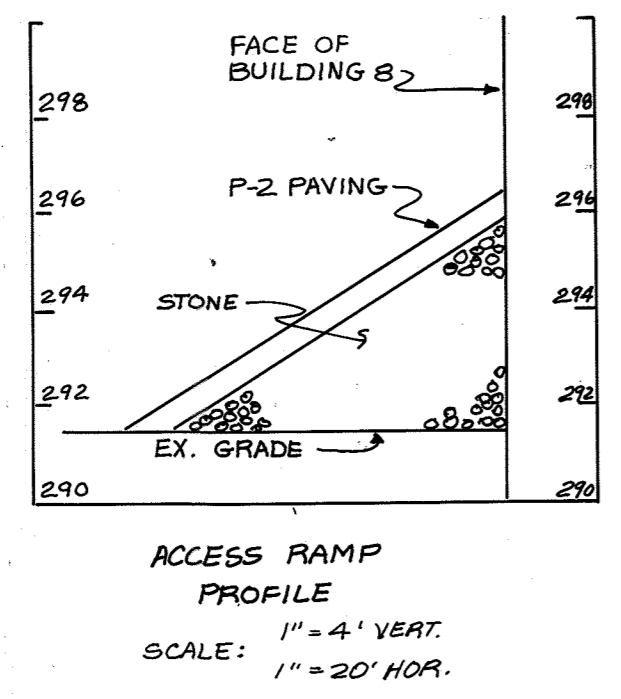 FACE OF
BUILDING 8
298
298
P-2 PAVING
296
296
STONE
294
294
292
292
EX. GRADE
290
290
ACCESS RAMP
PROFILE
SCALE: 1" = 4' VERT.
1" = 20' HOR.